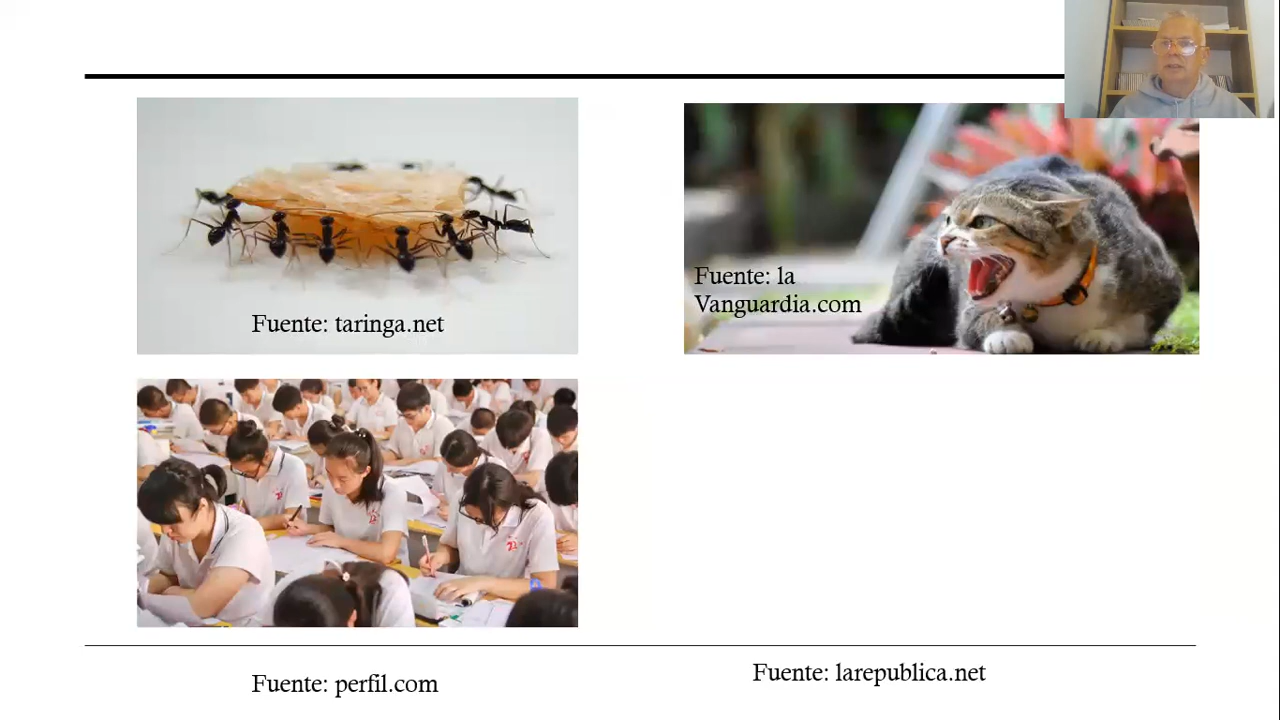 Fuente: taringa.net
Fuente: la
Vanguardia.com
Fuente: perfil.com
Fuente: larepublica.net